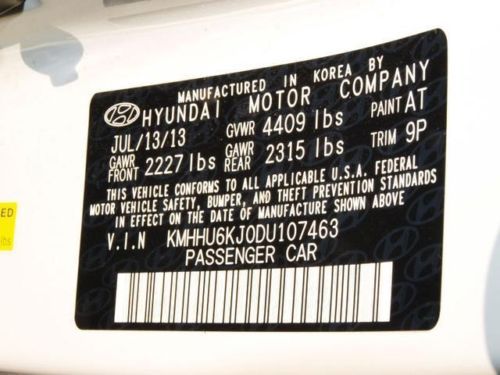 MANUFACTURED IN KOREA BY
HYUNDAI MOTOR COMPANY
JUL/13/13 GVWR 4409 lbs PAINT AT
GAWR FRONT 2227 lbs GAWR REAR 2315 lbs TRIM 9P
THIS VEHICLE CONFORMS TO ALL APPLICABLE U.S.A. FEDERAL
MOTOR VEHICLE SAFETY, BUMPER, AND THEFT PREVENTION STANDARDS
IN EFFECT ON THE DATE OF MANUFACTURE SHOWN ABOVE.
V.I.N KMHHU6KJ0DU107463
PASSENGER CAR
ED
lbs